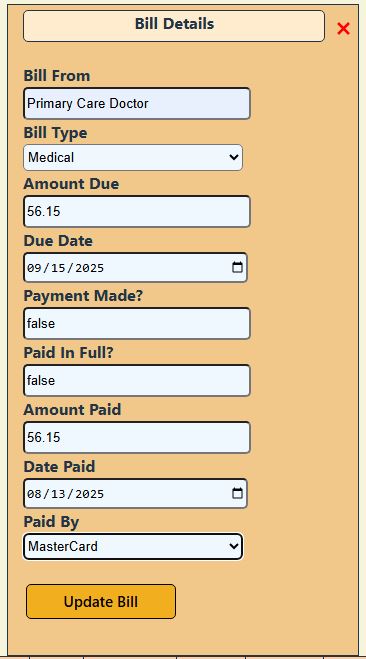 Bill Details
Bill From
Primary Care Doctor
Bill Type
Medical
Amount Due
56.15
Due Date
09/15/2025
Payment Made?
false
Paid In Full?
false
Amount Paid
56.15
Date Paid
08/13/2025
Paid By
MasterCard
Update Bill